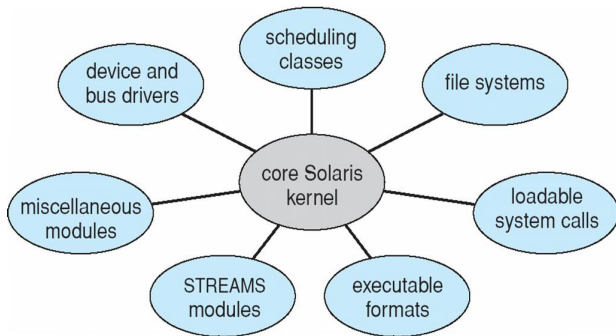 scheduling
classes
device and
bus drivers
file systems
core Solaris
kernel
miscellaneous
modules
loadable
system calls
STREAMS
modules
executable
formats